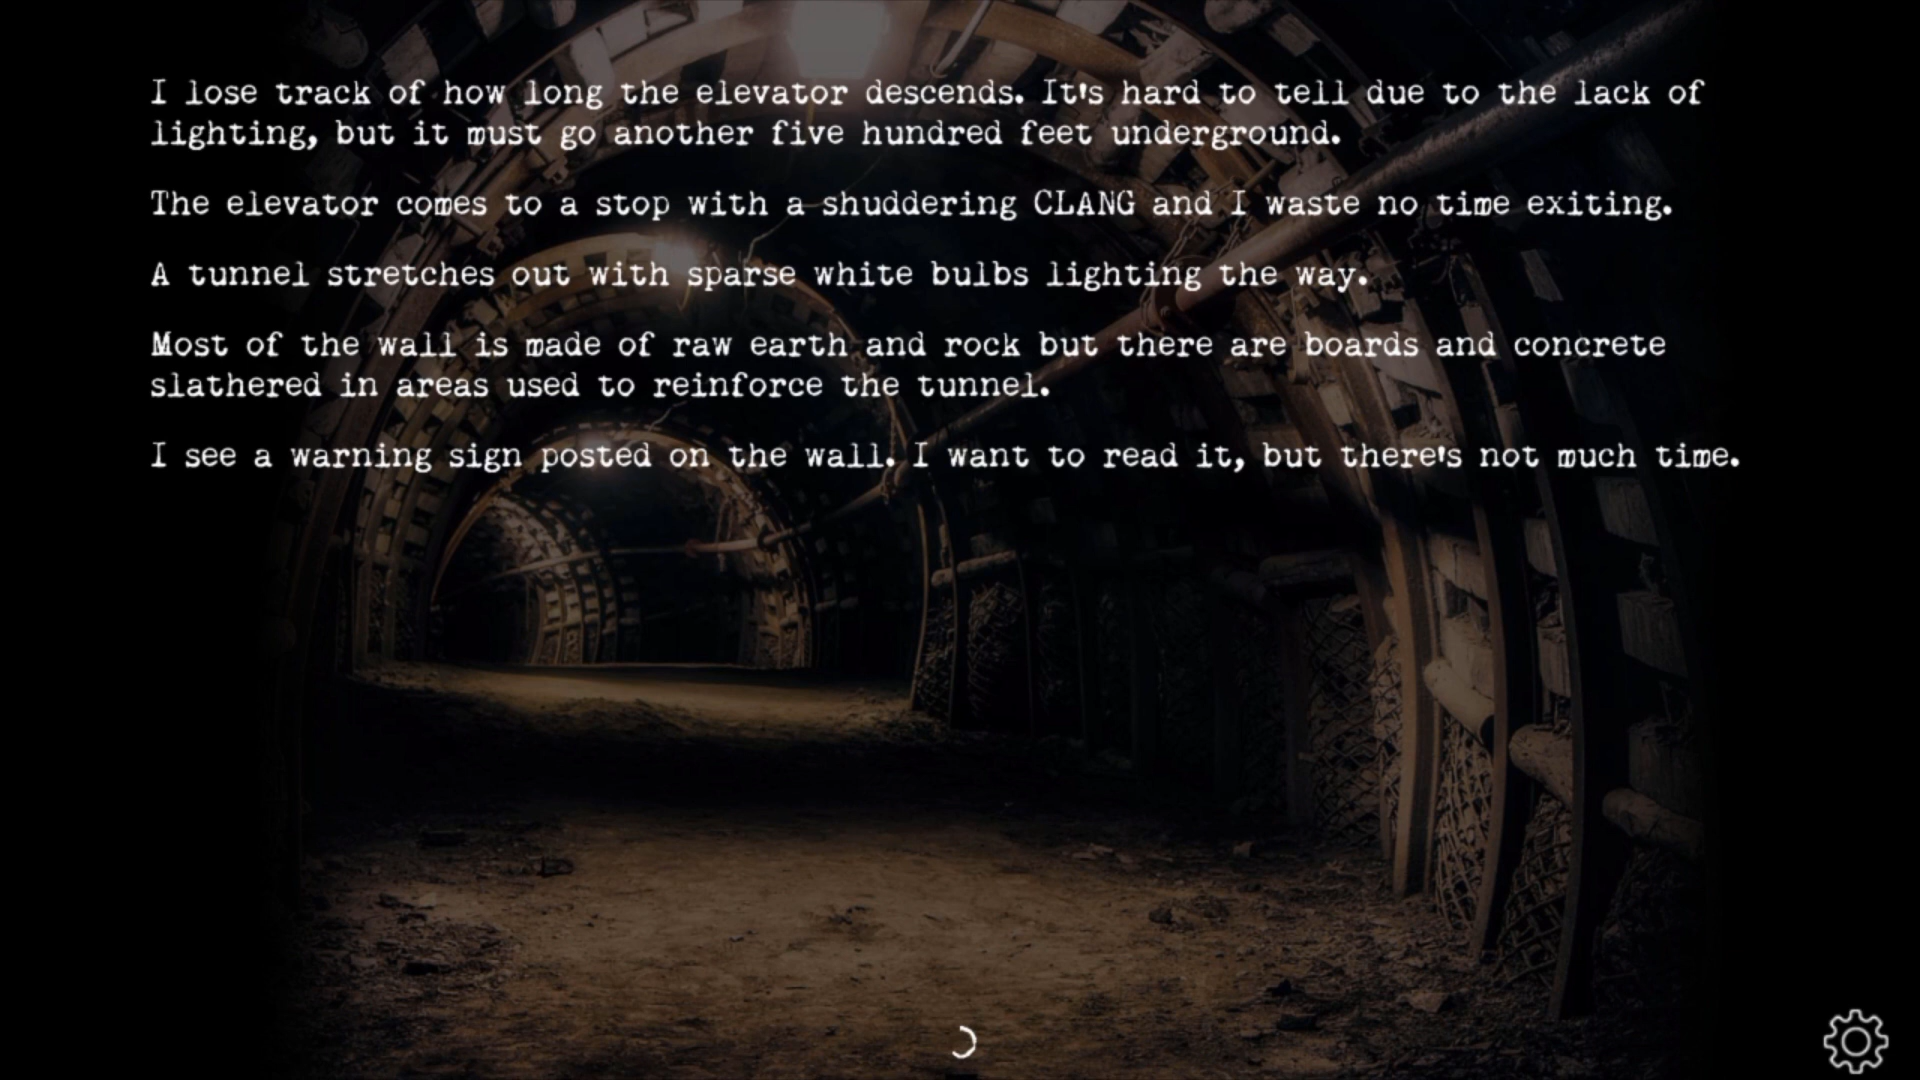 I lose track of how long the elevator descends. It's hard to tell due to the lack of
lighting, but it must go another five hundred feet underground.
The elevator comes to a stop with a shuddering CLANG and I waste no time exiting.
A tunnel stretches out with sparse white bulbs lighting the way.
Most of the wall is made of raw earth and rock but there are boards and concrete
slathered in areas used to reinforce the tunnel.
I see a warning sign posted on the wall. I want to read it, but there's not much time.